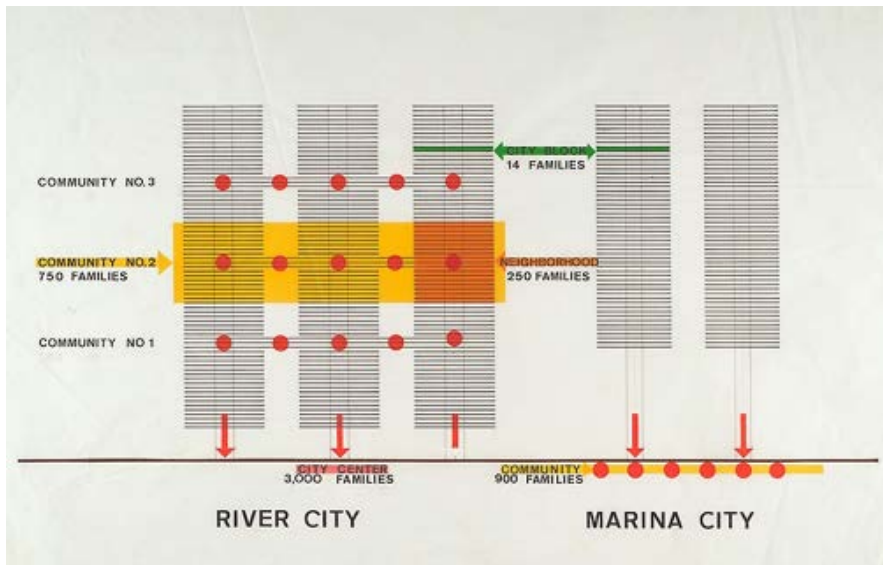 CITY BLOCK
14 FAMILIES
COMMUNITY NO.3
COMMUNITY NO.2
750 FAMILIES
NEIGHBORHOOD
250 FAMILIES
COMMUNITY NO 1
CITY CENTER
3,000 FAMILIES
COMMUNITY
900 FAMILIES
RIVER CITY
MARINA CITY